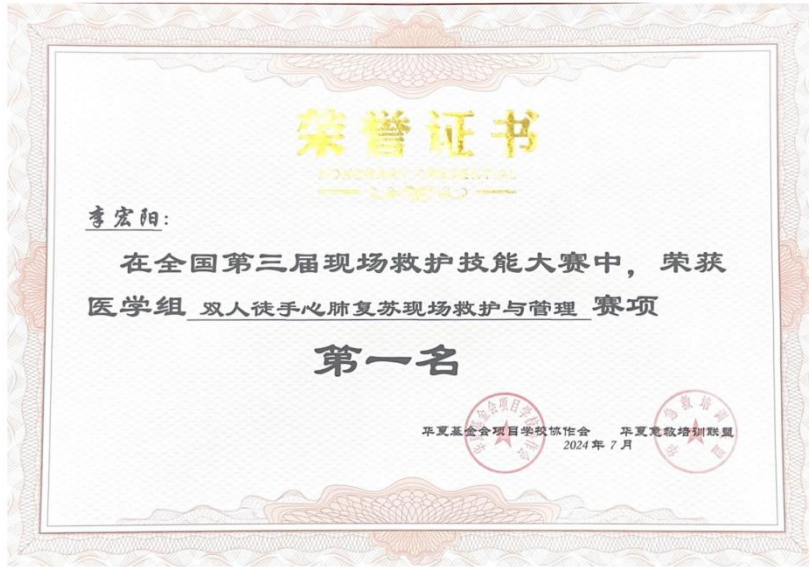 荣誉证书
HONORARY CREDENTIAL
李宏阳:
在全国第三届现场救护技能大赛中，荣获
医学组 双人徒手心肺复苏现场救护与管理 赛项
第一名
华夏基金会项目学校协作会 华夏急救培训联盟
2024年7月